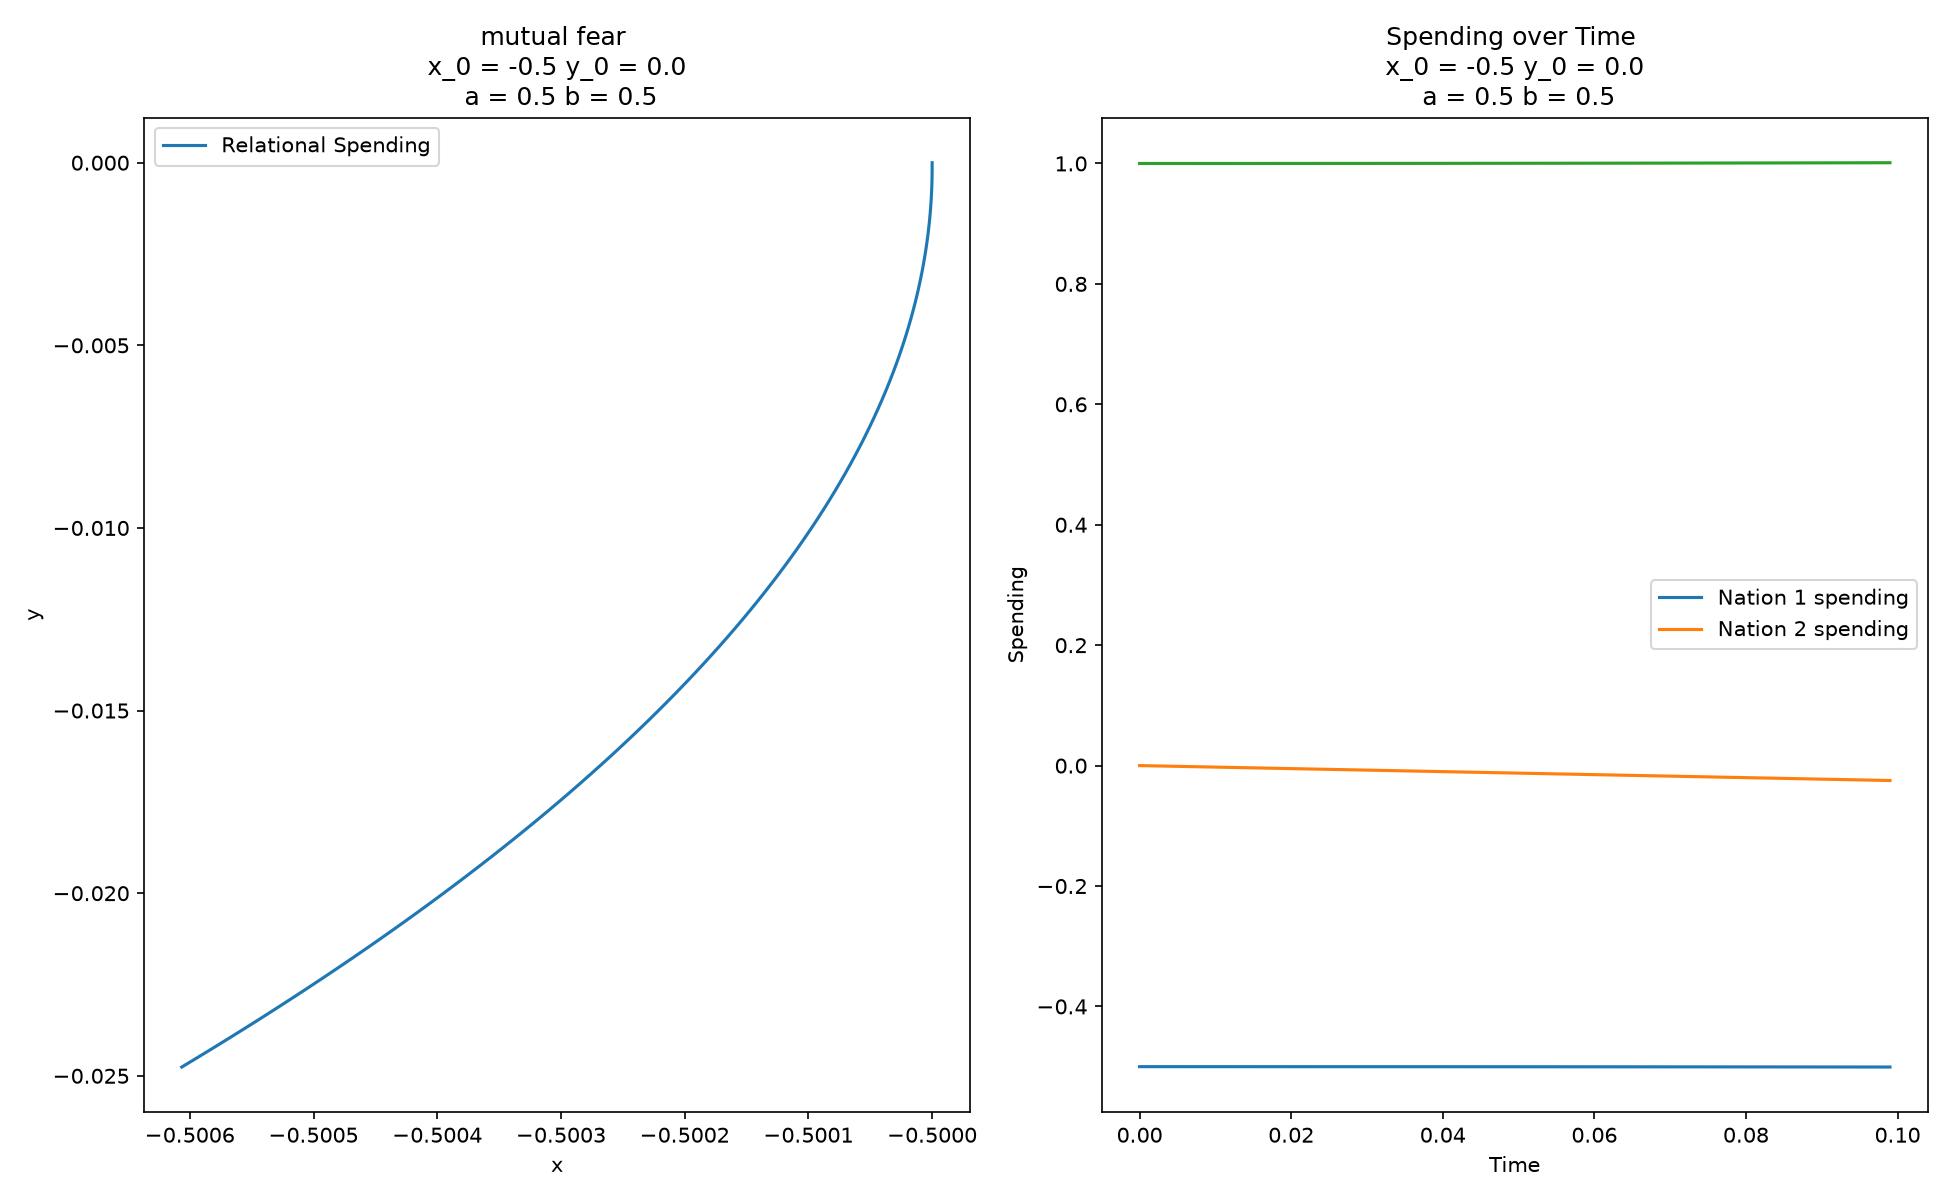 mutual fear
x_0 = -0.5 y_0 = 0.0
a = 0.5 b = 0.5
Relational Spending
0.000
−0.005
−0.010
−0.015
−0.020
−0.025
y
−0.5006 −0.5005 −0.5004 −0.5003 −0.5002 −0.5001 −0.5000
x
Spending over Time
x_0 = -0.5 y_0 = 0.0
a = 0.5 b = 0.5
1.0
0.8
0.6
0.4
0.2
0.0
−0.2
−0.4
Spending
Nation 1 spending
Nation 2 spending
0.00 0.02 0.04 0.06 0.08 0.10
Time